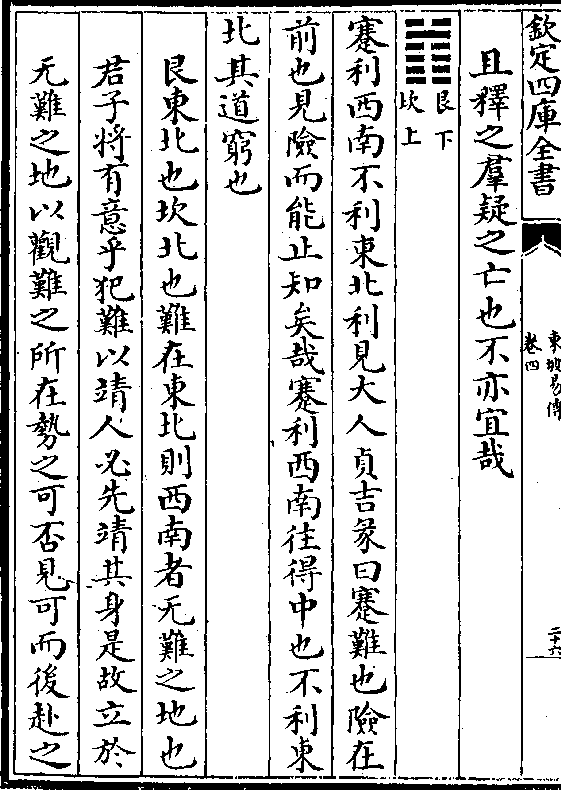 欽定四庫全書
東坡易傳
卷四
二十六
且釋之羣疑之亡也不亦宜哉
艮下
坎上
蹇利西南不利東北利見大人貞吉彖曰蹇難也險在
前也見險而能止知矣哉蹇利西南往得中也不利東
北其道窮也
艮東北也坎北也難在東北則西南者无難之地也
君子將有意乎犯難以靖人必先靖其身是故立於
无難之地以觀難之所在勢之可否見可而後赴之